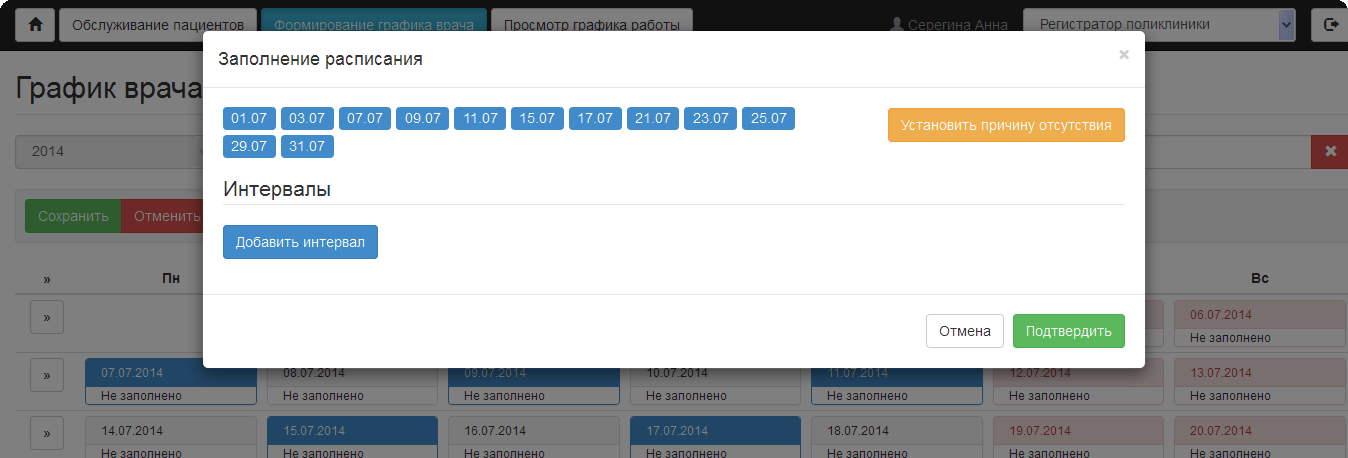 Обслуживание пациентов Формирование графика врача Просмотр графика работы Серегина Анна Регистратор поликлиники
Заполнение расписания ×
График врача
01.07 03.07 07.07 09.07 11.07 15.07 17.07 21.07 23.07 25.07
Установить причину отсутствия
29.07 31.07
2014
Интервалы
Сохранить Отменить
Добавить интервал
» Пн Вс
» 06.07.2014
Не заполнено
Отмена Подтвердить
» 07.07.2014 08.07.2014 09.07.2014 10.07.2014 11.07.2014 12.07.2014 13.07.2014
Не заполнено Не заполнено Не заполнено Не заполнено Не заполнено Не заполнено Не заполнено
» 14.07.2014 15.07.2014 16.07.2014 17.07.2014 18.07.2014 19.07.2014 20.07.2014
Не заполнено Не заполнено Не заполнено Не заполнено Не заполнено Не заполнено Не заполнено